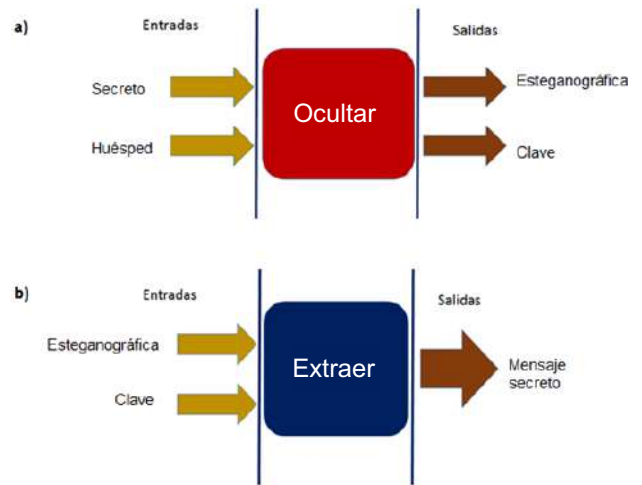 a)
Entradas
Salidas
Secreto
Ocultar
Esteganográfica
Huésped
Clave
b)
Entradas
Salidas
Esteganográfica
Extraer
Mensaje
secreto
Clave